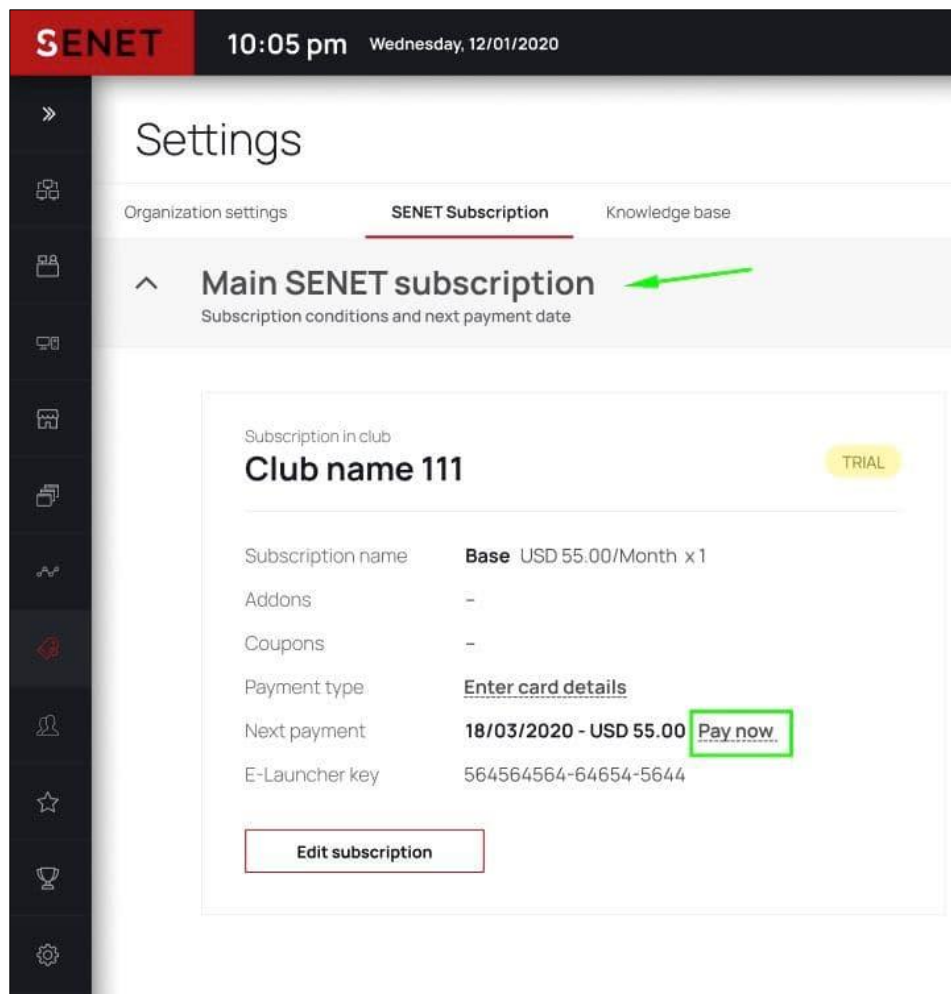 SENET 10:05 pm Wednesday, 12/01/2020
Settings
Organization settings SENET Subscription Knowledge base
Main SENET subscription
Subscription conditions and next payment date
Subscription in club
Club name 111 TRIAL
Subscription name Base USD 55.00/Month x 1
Addons –
Coupons –
Payment type Enter card details
Next payment 18/03/2020 - USD 55.00 Pay now
E-Launcher key 564564564-64654-5644
Edit subscription